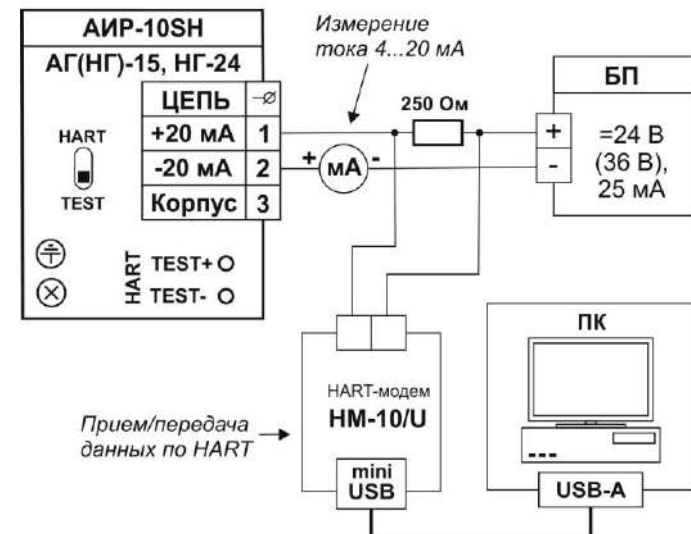 АИР-10SH
АГ(НГ)-15, НГ-24
ЦЕПЬ
+20 мА 1
-20 мА 2
Корпус 3
HART
TEST
HART
TEST+
TEST-
Измерение
тока 4...20 мА
250 Ом
+ мА -
БП
+
-
=24 В
(36 В),
25 мА
HART-модем
HM-10/U
mini
USB
Прием/передача
данных по HART
ПК
USB-A